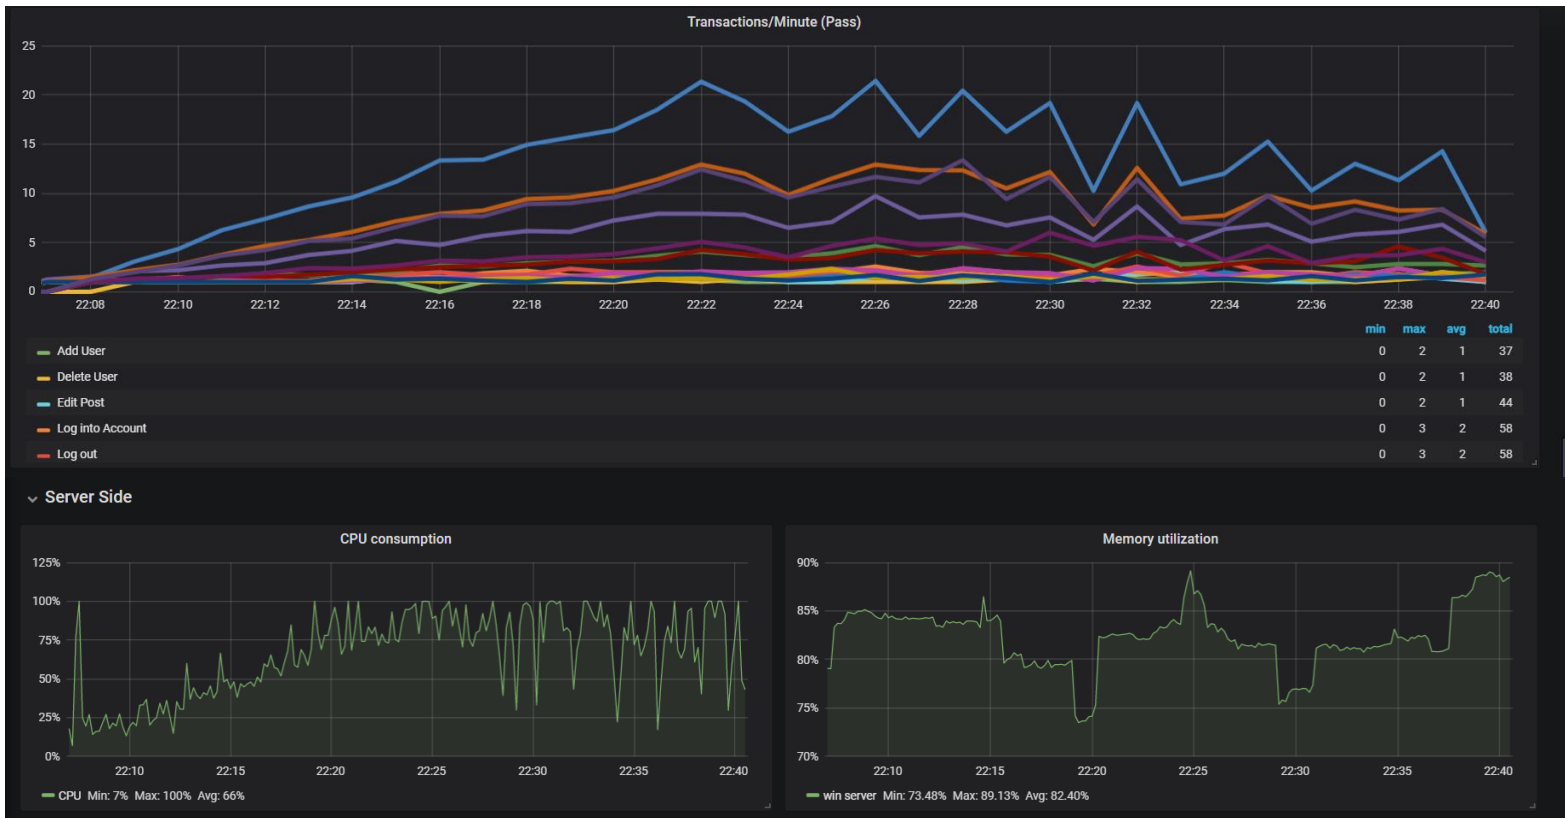 Transactions/Minute (Pass)
25
20
15
10
5
0
22:08 22:10 22:12 22:14 22:16 22:18 22:20 22:22 22:24 22:26 22:28 22:30 22:32 22:34 22:36 22:38 22:40
min max avg total
Add User 0 2 1 37
Delete User 0 2 1 38
Edit Post 0 2 1 44
Log into Account 0 3 2 58
Log out 0 3 2 58
Server Side
CPU consumption
125%
100%
75%
50%
25%
0%
22:10 22:15 22:20 22:25 22:30 22:35 22:40
CPU Min: 7% Max: 100% Avg: 66%
Memory utilization
90%
85%
80%
75%
70%
22:10 22:15 22:20 22:25 22:30 22:35 22:40
win server Min: 73.48% Max: 89.13% Avg: 82.40%